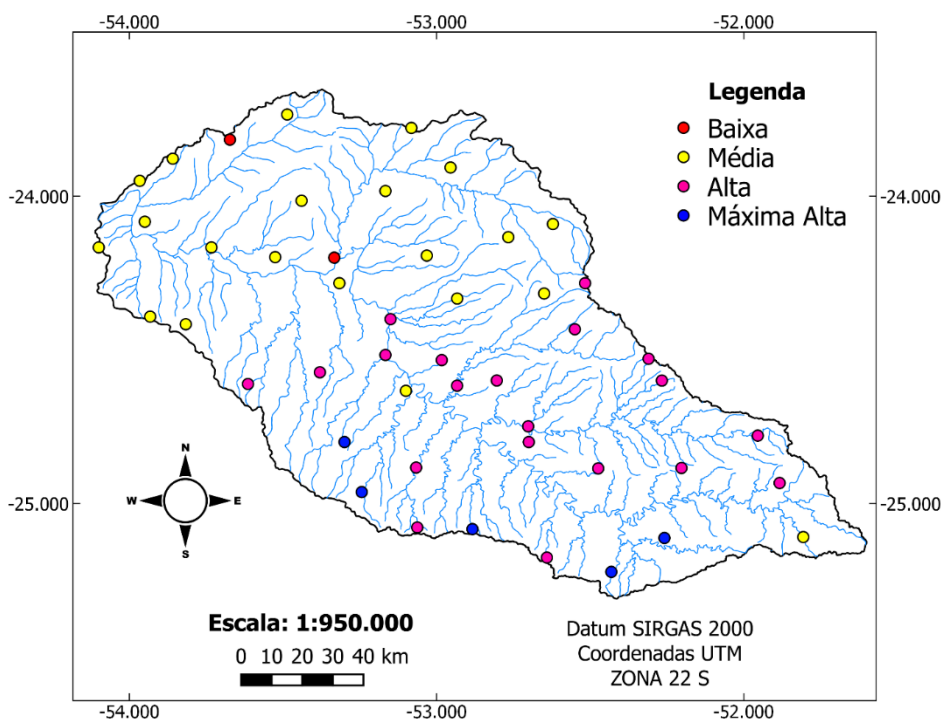 -54.000
-53.000
-52.000
Legenda
Baixa
Média
Alta
Máxima Alta
-24.000
-24.000
-25.000
-25.000
N
W
E
S
Escala: 1:950.000
0 10 20 30 40 km
Datum SIRGAS 2000
Coordenadas UTM
ZONA 22 S
-54.000
-53.000
-52.000